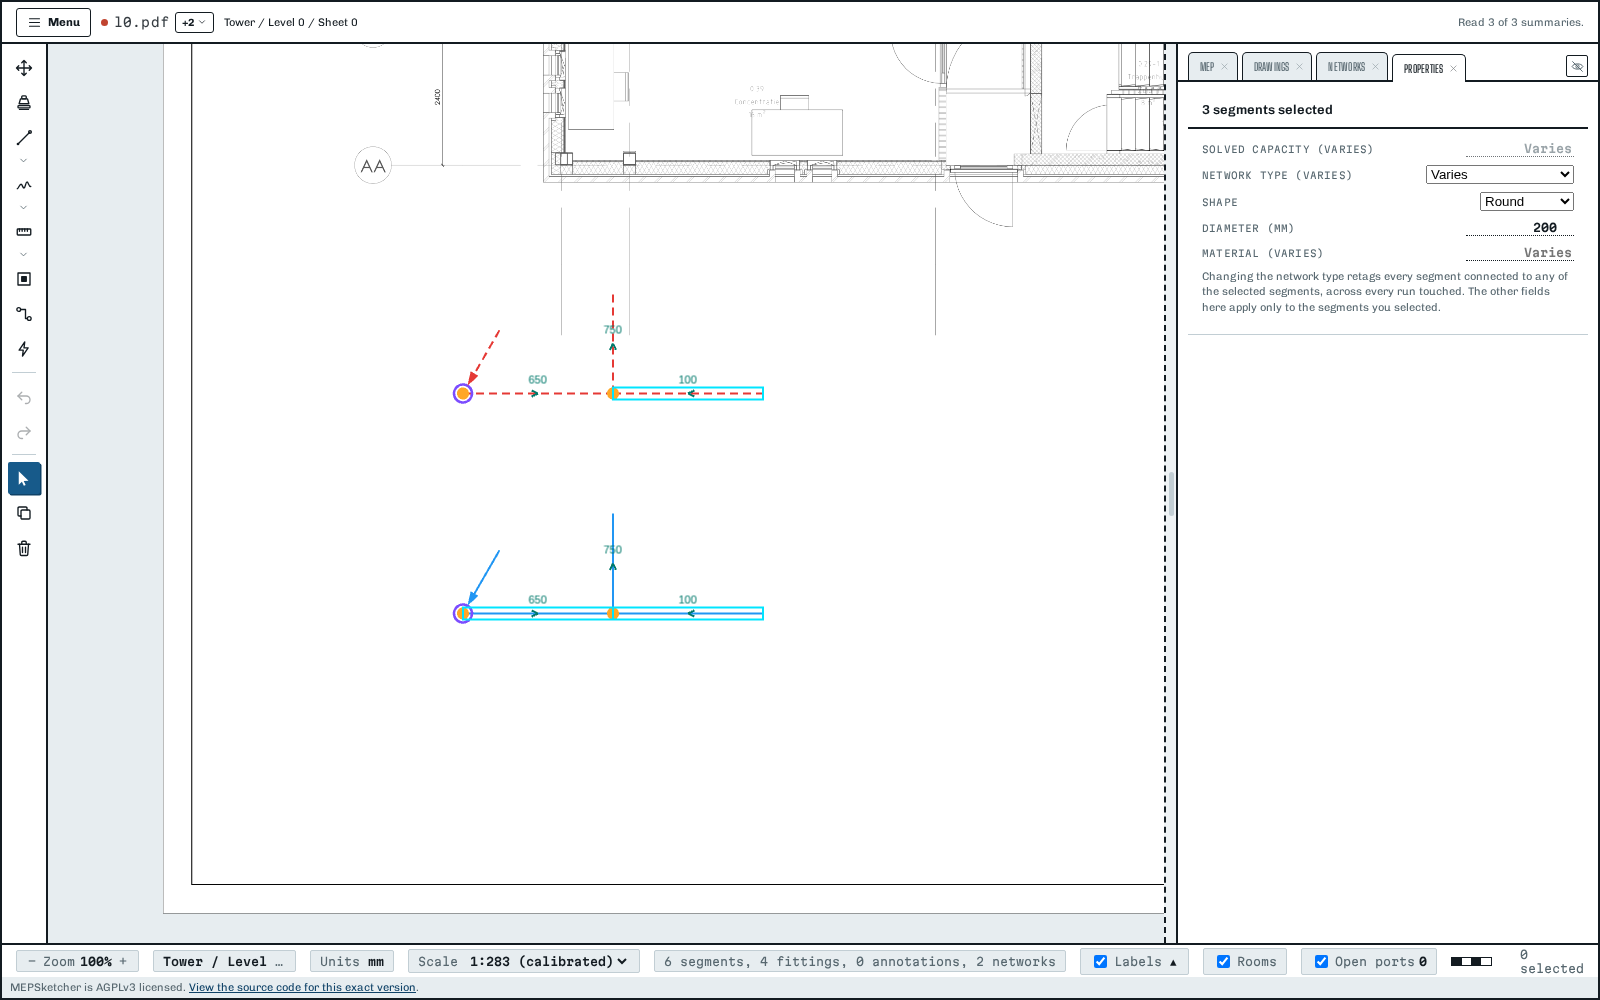 Menu
l0.pdf
+2
Tower / Level 0 / Sheet 0
Read 3 of 3 summaries.
MEP
DRAWINGS
NETWORKS
PROPERTIES
3 segments selected
SOLVED CAPACITY (VARIES) Varies
NETWORK TYPE (VARIES) Varies
SHAPE Round
DIAMETER (MM) 200
MATERIAL (VARIES) Varies
Changing the network type retags every segment connected to any of
the selected segments, across every run touched. The other fields
here apply only to the segments you selected.
2400
0.39
Concentratie
AA
750
650
100
750
650
100
− Zoom 100% +
Tower / Level …
Units mm
Scale 1:283 (calibrated)
6 segments, 4 fittings, 0 annotations, 2 networks
Labels ▲
Rooms
Open ports 0
0 selected
MEPSketcher is AGPLv3 licensed. View the source code for this exact version.